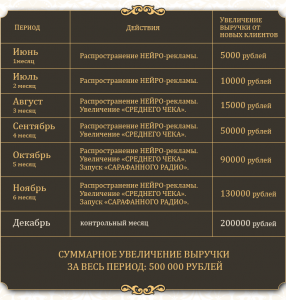 Период Действия Увеличение выручки от новых клиентов
Июнь
1 месяц
Распространение НЕЙРО-рекламы.
5000 рублей
Июль
2 месяц
Распространение НЕЙРО-рекламы.
10000 рублей
Август
3 месяц
Распространение НЕЙРО-рекламы.
Увеличение «СРЕДНЕГО ЧЕКА».
15000 рублей
Сентябрь
4 месяц
Распространение НЕЙРО-рекламы.
Увеличение «СРЕДНЕГО ЧЕКА».
50000 рублей
Октябрь
5 месяц
Распространение НЕЙРО-рекламы.
Увеличение «СРЕДНЕГО ЧЕКА».
Запуск «САРАФАННОГО РАДИО».
90000 рублей
Ноябрь
6 месяц
Распространение НЕЙРО-рекламы.
Увеличение «СРЕДНЕГО ЧЕКА».
Запуск «САРАФАННОГО РАДИО».
130000 рублей
Декабрь
контрольный месяц
200000 рублей
СУММАРНОЕ УВЕЛИЧЕНИЕ ВЫРУЧКИ
ЗА ВЕСЬ ПЕРИОД: 500 000 РУБЛЕЙ